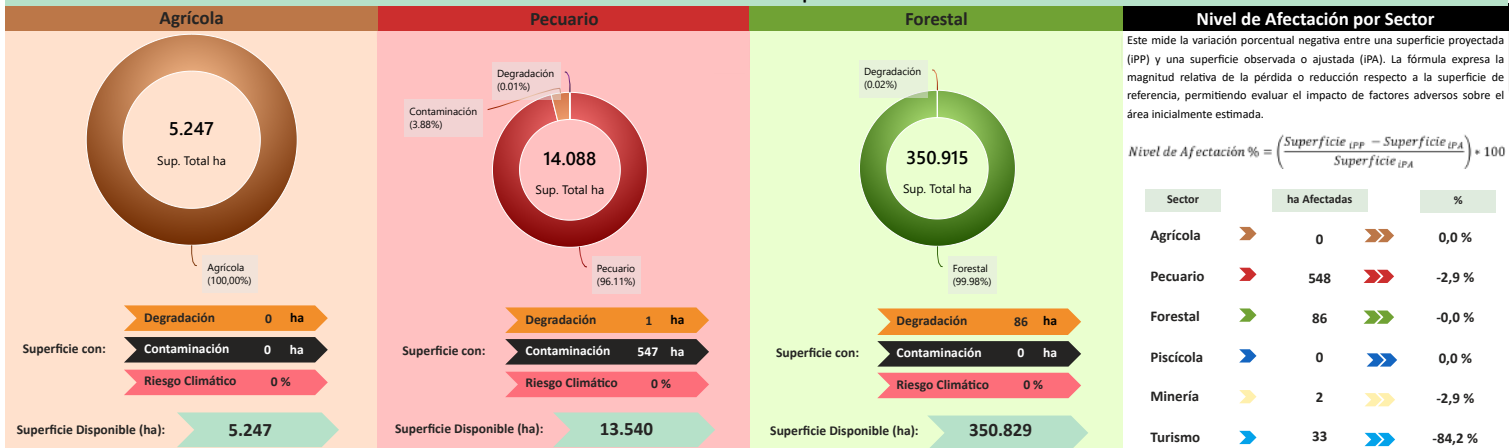 Agrícola
5.247
Sup. Total ha
Agrícola
(100,00%)
Superficie con:
Degradación 0 ha
Contaminación 0 ha
Riesgo Climático 0 %
Superficie Disponible (ha): 5.247
Pecuario
Degradación
(0.01%)
Contaminación
(3.88%)
14.088
Sup. Total ha
Pecuario
(96.11%)
Superficie con:
Degradación 1 ha
Contaminación 547 ha
Riesgo Climático 0 %
Superficie Disponible (ha): 13.540
Forestal
Degradación
(0.02%)
350.915
Sup. Total ha
Forestal
(99.98%)
Superficie con:
Degradación 86 ha
Contaminación 0 ha
Riesgo Climático 0 %
Superficie Disponible (ha): 350.829
Nivel de Afectación por Sector
Este mide la variación porcentual negativa entre una superficie proyectada
(iPP) y una superficie observada o ajustada (iPA). La fórmula expresa la
magnitud relativa de la pérdida o reducción respecto a la superficie de
referencia, permitiendo evaluar el impacto de factores adversos sobre el
área inicialmente estimada.
Nivel de Afectación % = (Superficie iPP − Superficie iPA / Superficie iPA) * 100
Sector ha Afectadas %
Agrícola 0 0,0 %
Pecuario 548 -2,9 %
Forestal 86 -0,0 %
Piscícola 0 0,0 %
Minería 2 -2,9 %
Turismo 33 -84,2 %